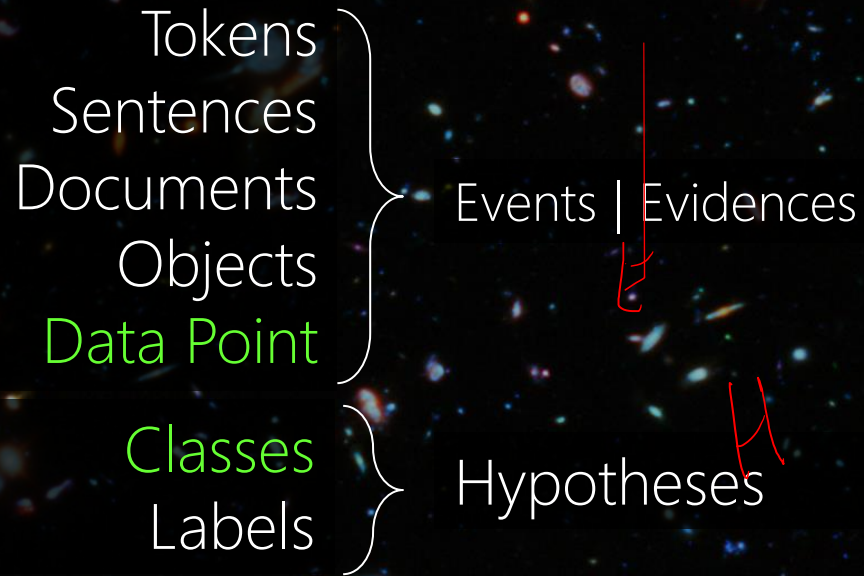 Tokens
Sentences
Documents
Objects
Data Point
Events | Evidences
E
Classes
Labels
Hypotheses
H